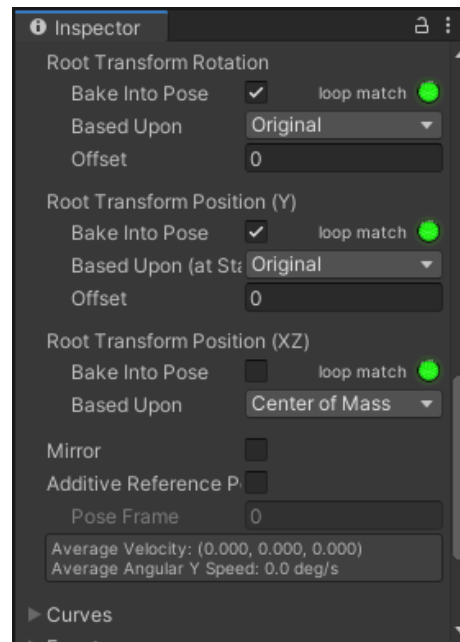 Inspector
Root Transform Rotation
Bake Into Pose loop match
Based Upon Original
Offset 0
Root Transform Position (Y)
Bake Into Pose loop match
Based Upon (at Sta Original
Offset 0
Root Transform Position (XZ)
Bake Into Pose loop match
Based Upon Center of Mass
Mirror
Additive Reference P
Pose Frame 0
Average Velocity: (0.000, 0.000, 0.000)
Average Angular Y Speed: 0.0 deg/s
Curves